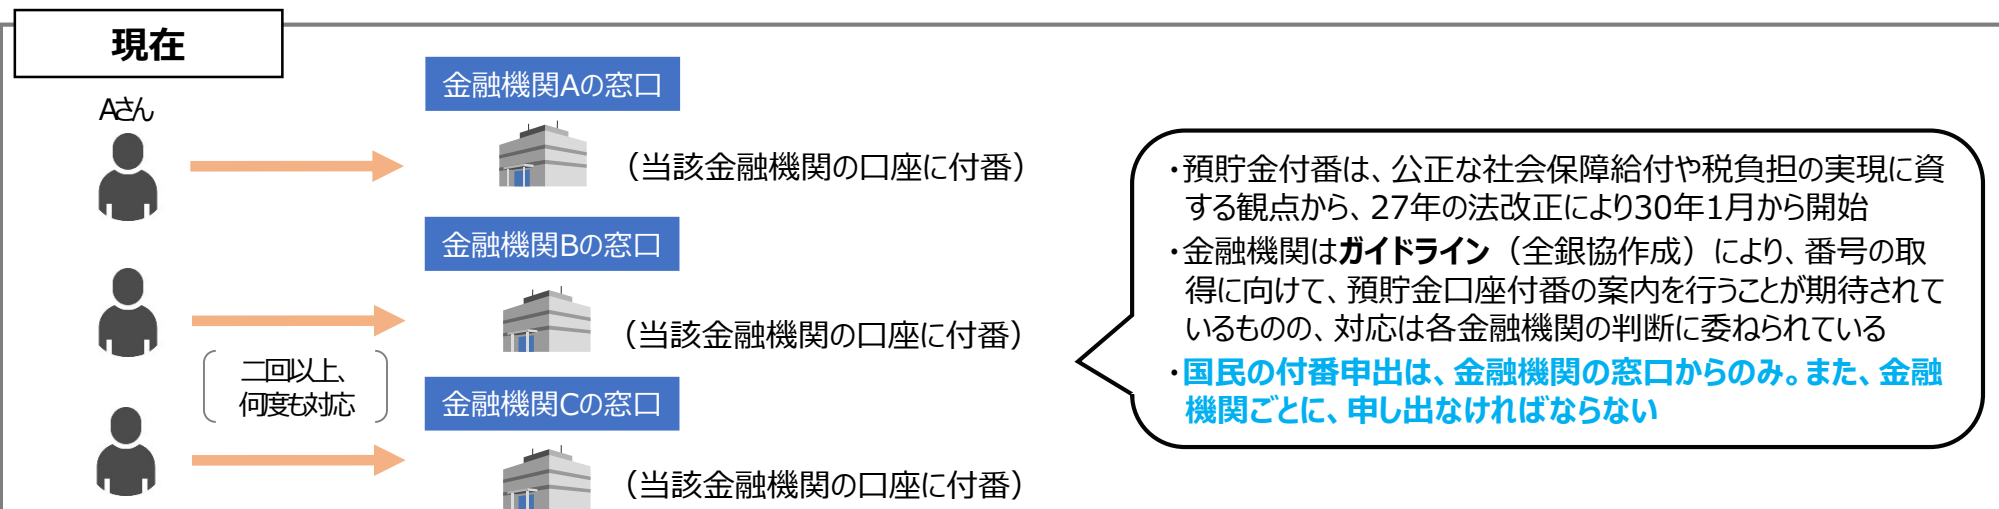 現在
Aさん
金融機関Aの窓口
（当該金融機関の口座に付番）
金融機関Bの窓口
（当該金融機関の口座に付番）
二回以上、
何度も対応
金融機関Cの窓口
（当該金融機関の口座に付番）
・預貯金付番は、公正な社会保障給付や税負担の実現に資
する観点から、27年の法改正により30年1月から開始
・金融機関はガイドライン（全銀協作成）により、番号の取
得に向けて、預貯金口座付番の案内を行うことが期待されて
いるものの、対応は各金融機関の判断に委ねられている
・国民の付番申出は、金融機関の窓口からのみ。また、金融
機関ごとに、申し出なければならない